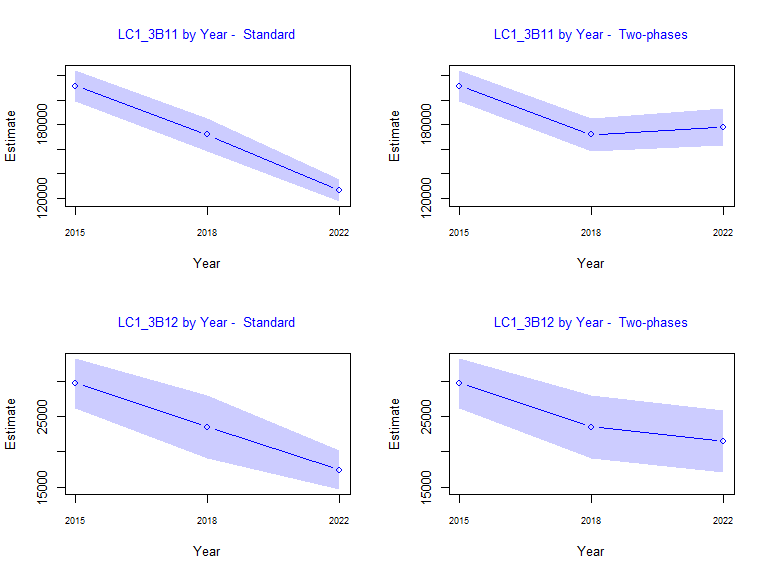 LC1_3B11 by Year -  Standard
Estimate
180000
120000
2015 2018 2022
Year
LC1_3B11 by Year -  Two-phases
Estimate
180000
120000
2015 2018 2022
Year
LC1_3B12 by Year -  Standard
Estimate
25000
15000
2015 2018 2022
Year
LC1_3B12 by Year -  Two-phases
Estimate
25000
15000
2015 2018 2022
Year